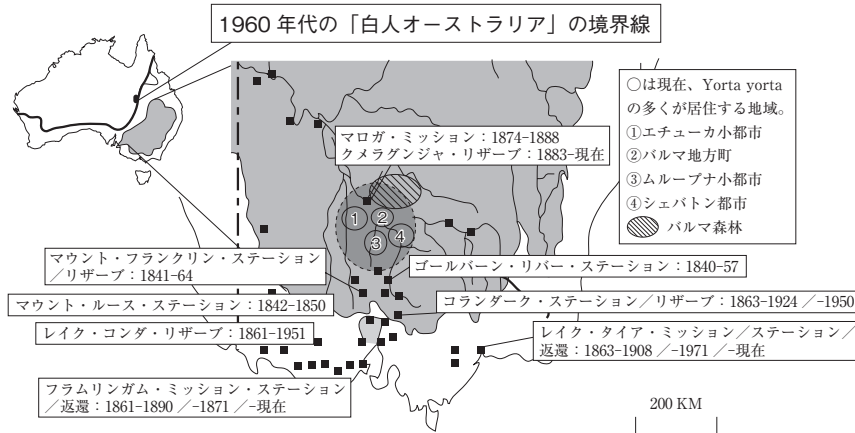 1960 年代の「白人オーストラリア」の境界線
○は現在、Yorta yorta
の多くが居住する地域。
①エチューカ小都市
②バルマ地方町
③ムループナ小都市
④シェパトン都市
バルマ森林
マロガ・ミッション：1874-1888
クメラグンジャ・リザーブ：1883-現在
①
②
③
④
マウント・フランクリン・ステーション
／リザーブ：1841-64
ゴールバーン・リバー・ステーション：1840-57
マウント・ルース・ステーション：1842-1850
コランダーク・ステーション／リザーブ：1863-1924 ／-1950
レイク・コンダ・リザーブ：1861-1951
レイク・タイア・ミッション／ステーション／
返還：1863-1908 ／-1971 ／-現在
フラムリンガム・ミッション・ステーション
／返還：1861-1890 ／-1871 ／-現在
200 KM